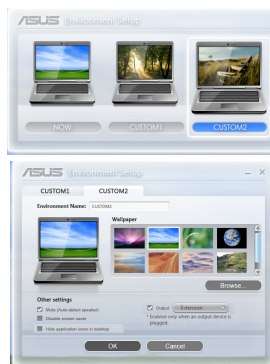 /SUS Environment Setup
NOW
CUSTOM1
CUSTOM2
/SUS Environment Setup
CUSTOM1
CUSTOM2
Environment Name:
CUSTOM2
Wallpaper
Browse...
Other settings
Mute (Auto-detect speaker)
Disable screen saver
Hide application icons in desktop
Output
Extension
* Enabled only when an output device is
plugged.
OK
Cancel